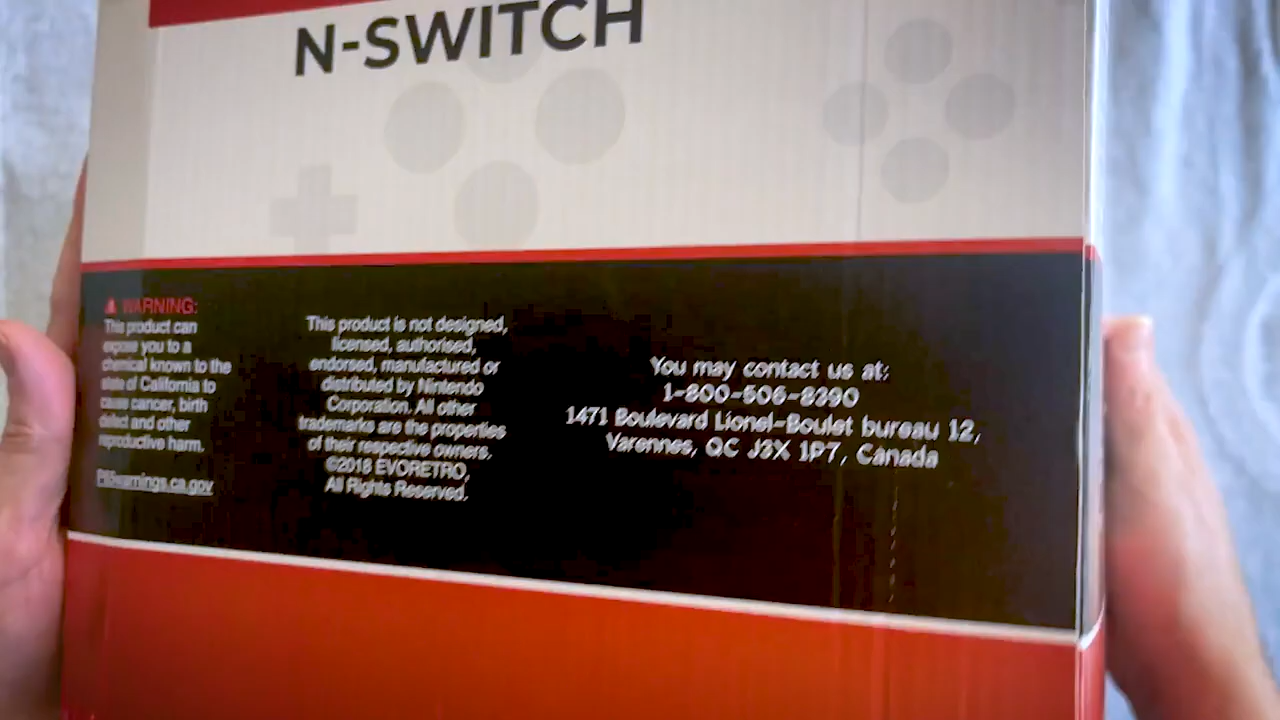 N-SWITCH
WARNING:
This product can
expose you to a
chemical known to the
state of California to
cause cancer, birth
defect and other
reproductive harm.
P65warnings.ca.gov
This product is not designed,
licensed, authorised,
endorsed, manufactured or
distributed by Nintendo
Corporation. All other
trademarks are the properties
of their respective owners.
©2018 EVORETRO,
All Rights Reserved.
You may contact us at:
1-800-506-8290
1471 Boulevard Lionel-Boulet bureau 12,
Varennes, QC J3X 1P7, Canada